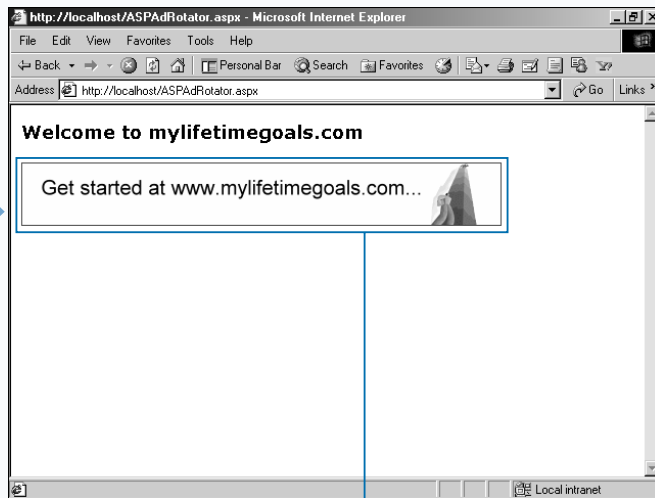 http://localhost/ASPAdRotator.aspx - Microsoft Internet Explorer
File Edit View Favorites Tools Help
Back Personal Bar Search Favorites
Address http://localhost/ASPAdRotator.aspx Go Links
Welcome to mylifetimegoals.com
Get started at www.mylifetimegoals.com...
Local intranet